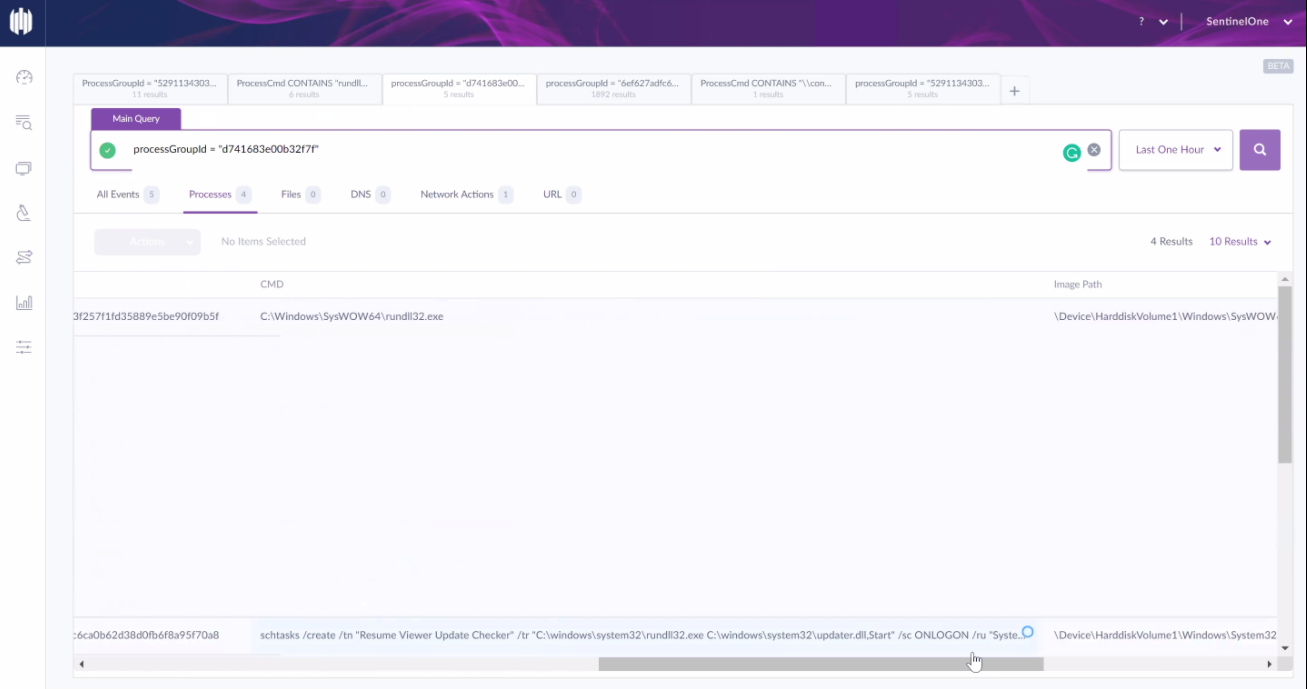 ? SentinelOne
BETA
ProcessGroupId = "5291134303... ProcessCmd CONTAINS "rundll... processGroupId = "d741683e00... processGroupId = "6ef627adfc6... ProcessCmd CONTAINS "\\con... processGroupId = "5291134303...
11 results 6 results 5 results 1892 results 1 results 5 results
+
Main Query
processGroupId = "d741683e00b32f7f"
Last One Hour
All Events 5 Processes 4 Files 0 DNS 0 Network Actions 1 URL 0
Actions No Items Selected 4 Results 10 Results
CMD Image Path
3f257f1fd35889e5be90f09b5f C:\Windows\SysWOW64\rundll32.exe \Device\HarddiskVolume1\Windows\SysWOW
:6ca0b62d38d0fb6f8a95f70a8 schtasks /create /tn "Resume Viewer Update Checker" /tr "C:\windows\system32\rundll32.exe C:\windows\system32\updater.dll,Start" /sc ONLOGON /ru "Syste... \Device\HarddiskVolume1\Windows\System32